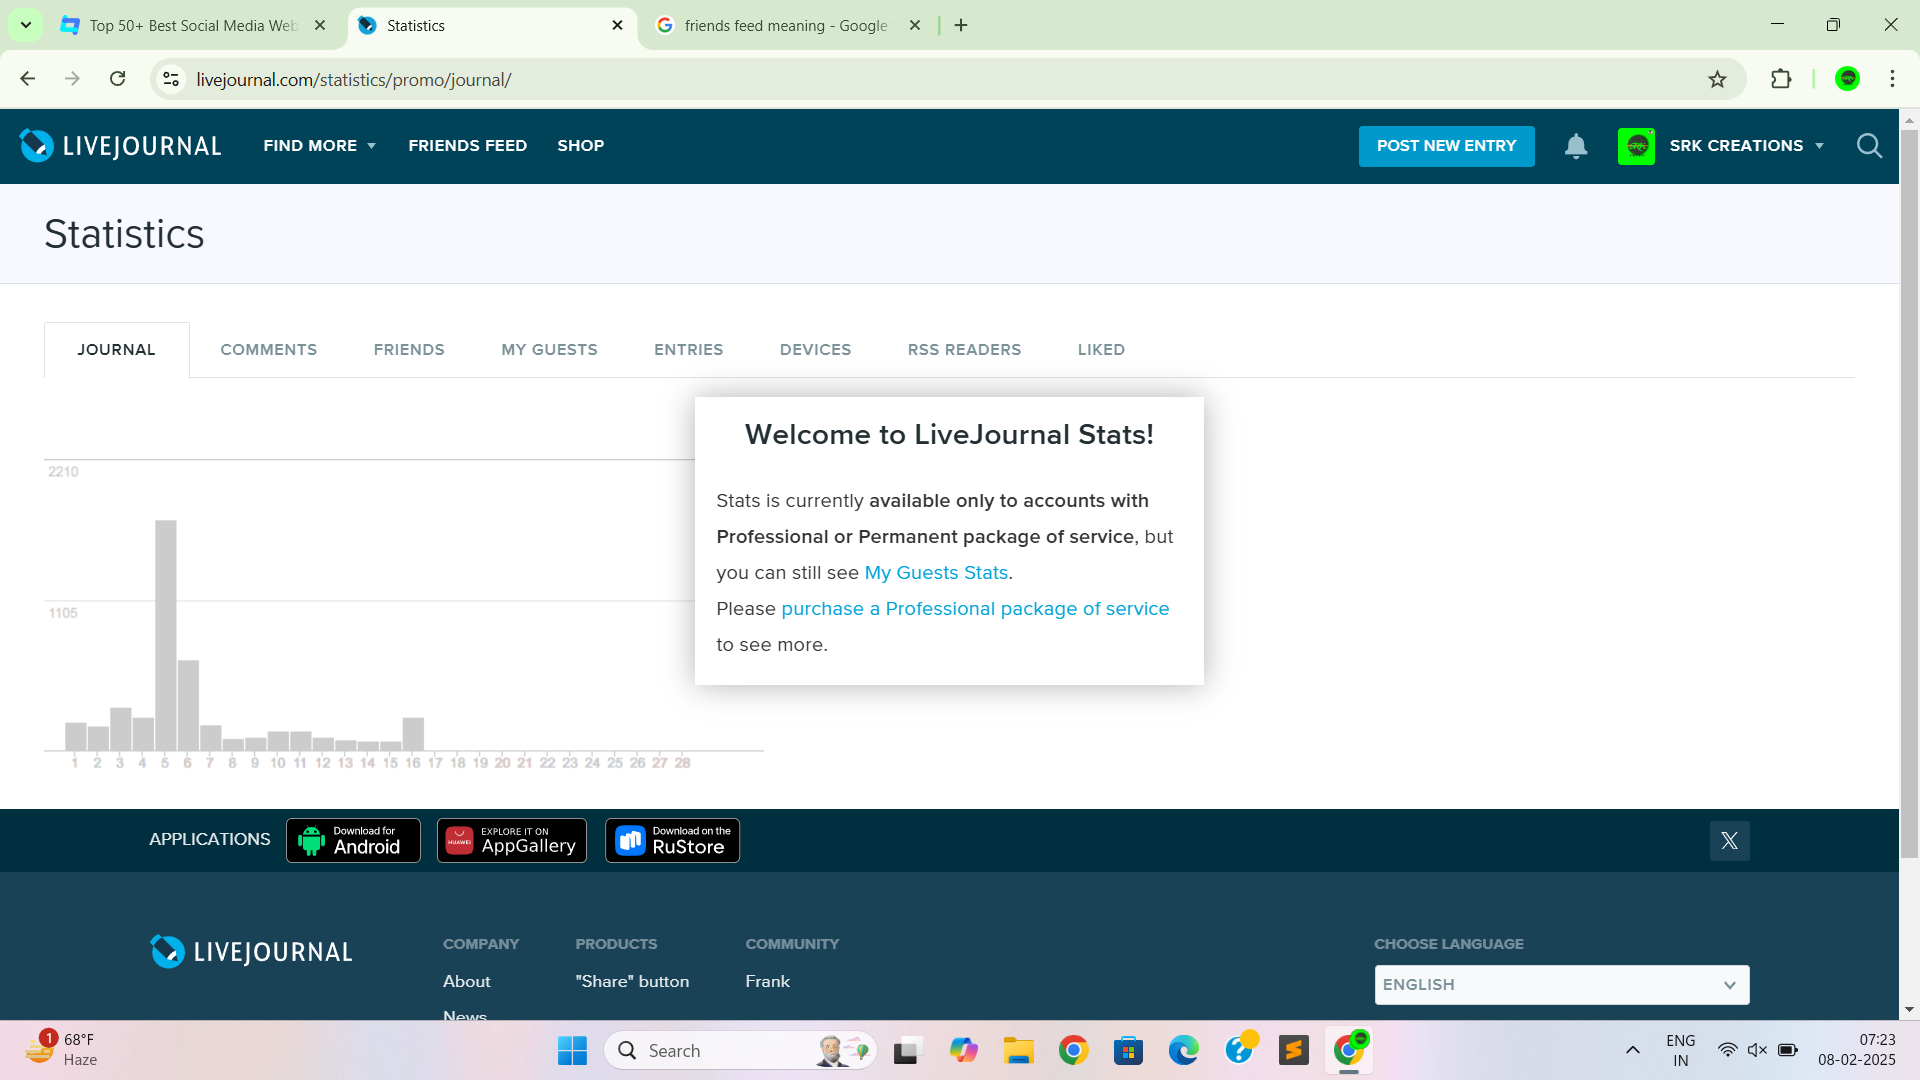 Top 50+ Best Social Media Web
Statistics
friends feed meaning - Google
livejournal.com/statistics/promo/journal/
LIVEJOURNAL
FIND MORE
FRIENDS FEED
SHOP
POST NEW ENTRY
SRK CREATIONS
Statistics
JOURNAL
COMMENTS
FRIENDS
MY GUESTS
ENTRIES
DEVICES
RSS READERS
LIKED
Welcome to LiveJournal Stats!
Stats is currently available only to accounts with
Professional or Permanent package of service, but
you can still see My Guests Stats.
Please purchase a Professional package of service
to see more.
2210
1105
1 2 3 4 5 6 7 8 9 10 11 12 13 14 15 16 17 18 19 20 21 22 23 24 25 26 27 28
APPLICATIONS
Download for
Android
HUAWEI
EXPLORE IT ON
AppGallery
Download on the
RuStore
LIVEJOURNAL
COMPANY
About
News
PRODUCTS
"Share" button
COMMUNITY
Frank
CHOOSE LANGUAGE
ENGLISH
1
68°F
Haze
Search
ENG
IN
07:23
08-02-2025